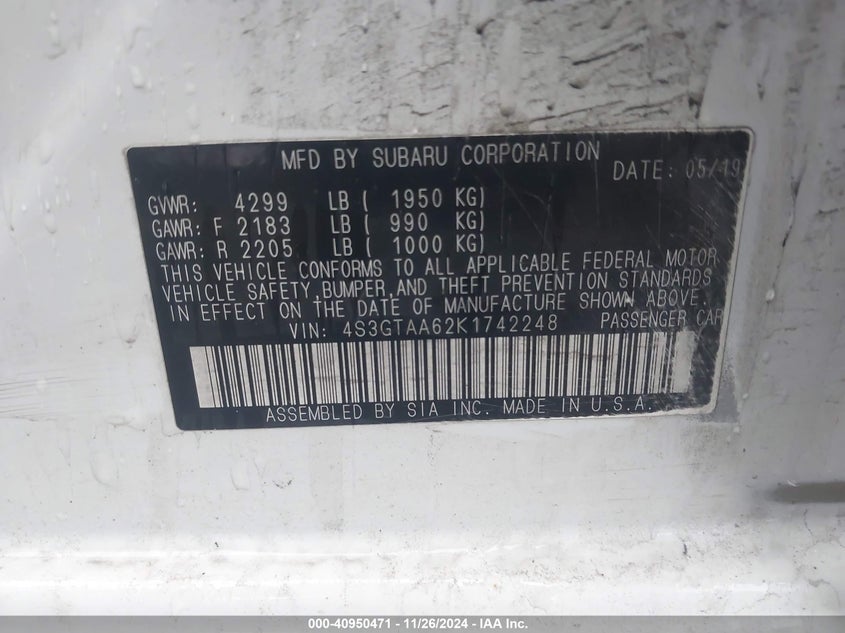 MFD BY SUBARU CORPORATION DATE: 05/19
GVWR: 4299 LB ( 1950 KG)
GAWR: F 2183 LB ( 990 KG)
GAWR: R 2205 LB ( 1000 KG)
THIS VEHICLE CONFORMS TO ALL APPLICABLE FEDERAL MOTOR
VEHICLE SAFETY,BUMPER,AND THEFT PREVENTION STANDARDS
IN EFFECT ON THE DATE OF MANUFACTURE SHOWN ABOVE.
VIN: 4S3GTAA62K1742248 PASSENGER CAR
ASSEMBLED BY SIA INC. MADE IN U.S.A.
000-40950471 - 11/26/2024 - IAA Inc.